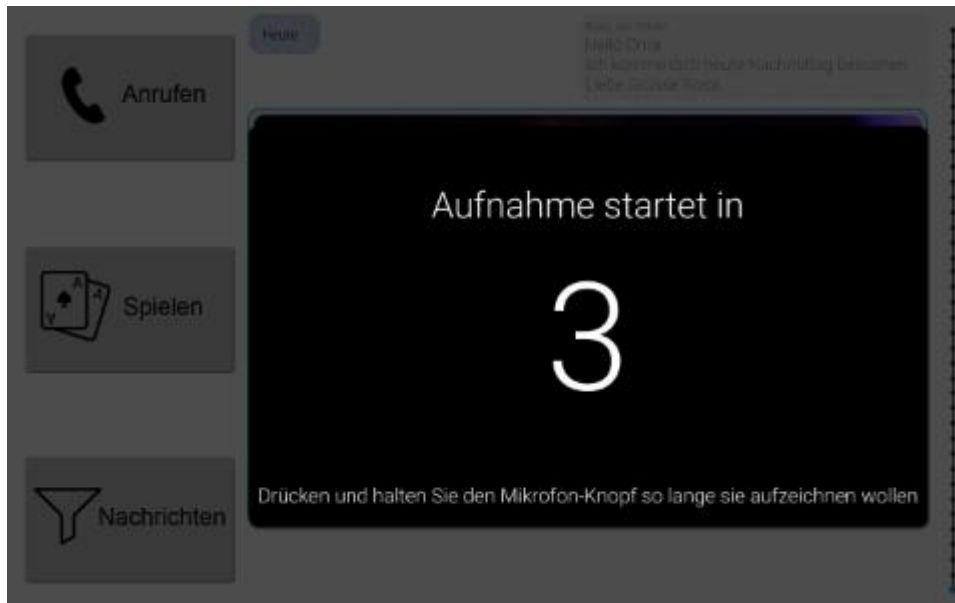 Anrufen
Spielen
Nachrichten
Heute
Hallo Oma
Ich komme dich heute Nachmittag besuchen
Liebe Grüsse Rosa
Aufnahme startet in
3
Drücken und halten Sie den Mikrofon-Knopf so lange sie aufzeichnen wollen